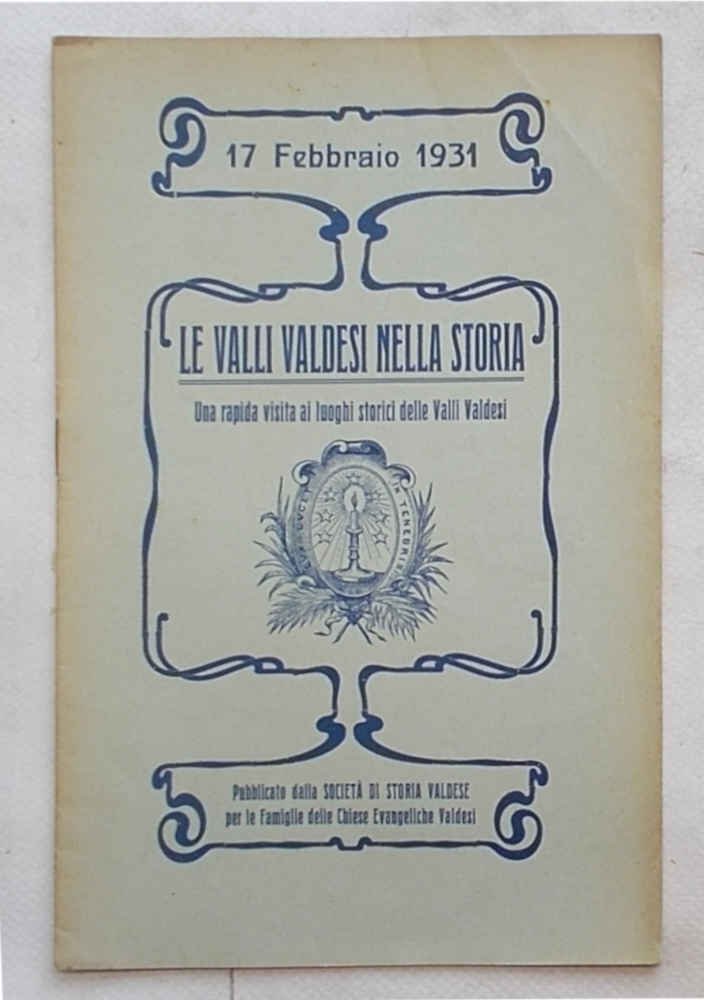 17 Febbraio 1931
LE VALLI VALDESI NELLA STORIA
Una rapida visita ai luoghi storici delle Valli Valdesi
LUX LUCET IN TENEBRIS
Pubblicato dalla SOCIETÀ DI STORIA VALDESE
per le Famiglie delle Chiese Evangeliche Valdesi